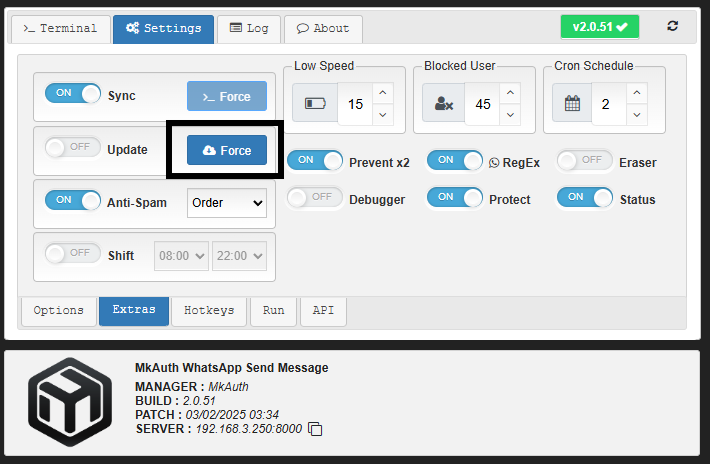 >_ Terminal Settings Log About v2.0.51
Low Speed Blocked User Cron Schedule
ON Sync >_ Force 15 45 2
OFF Update Force ON Prevent x2 ON RegEx OFF Eraser
ON Anti-Spam Order OFF Debugger ON Protect ON Status
OFF Shift 08:00 22:00
Options Extras Hotkeys Run API
MkAuth WhatsApp Send Message
MANAGER : MkAuth
BUILD : 2.0.51
PATCH : 03/02/2025 03:34
SERVER : 192.168.3.250:8000